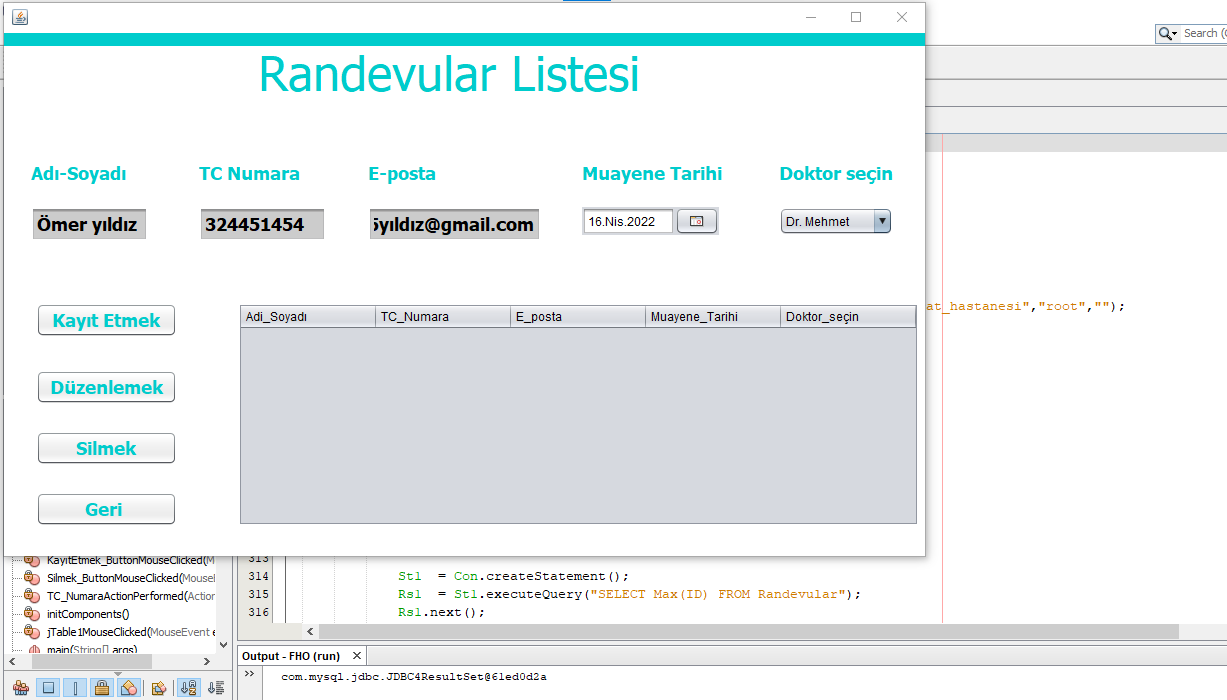 Search (
Randevular Listesi
Adı-Soyadı TC Numara E-posta Muayene Tarihi Doktor seçin
Ömer yıldız 324451454 yıldız@gmail.com 16.Nis.2022 Dr. Mehmet
Kayıt Etmek
Düzenlemek
Silmek
Geri
Adi_Soyadı TC_Numara E_posta Muayene_Tarihi Doktor_seçin
at_hastanesi","root","");
KayıtEtmek_ButtonMouseClicked(M
Silmek_ButtonMouseClicked(Mousel
TC_NumaraActionPerformed(Action
initComponents()
jTable1MouseClicked(MouseEvent e
main(String[] args)
313
314 St1 = Con.createStatement();
315 Rs1 = St1.executeQuery("SELECT Max(ID) FROM Randevular");
316 Rs1.next();
Output - FHO (run)
com.mysql.jdbc.JDBC4ResultSet@61ed0d2a